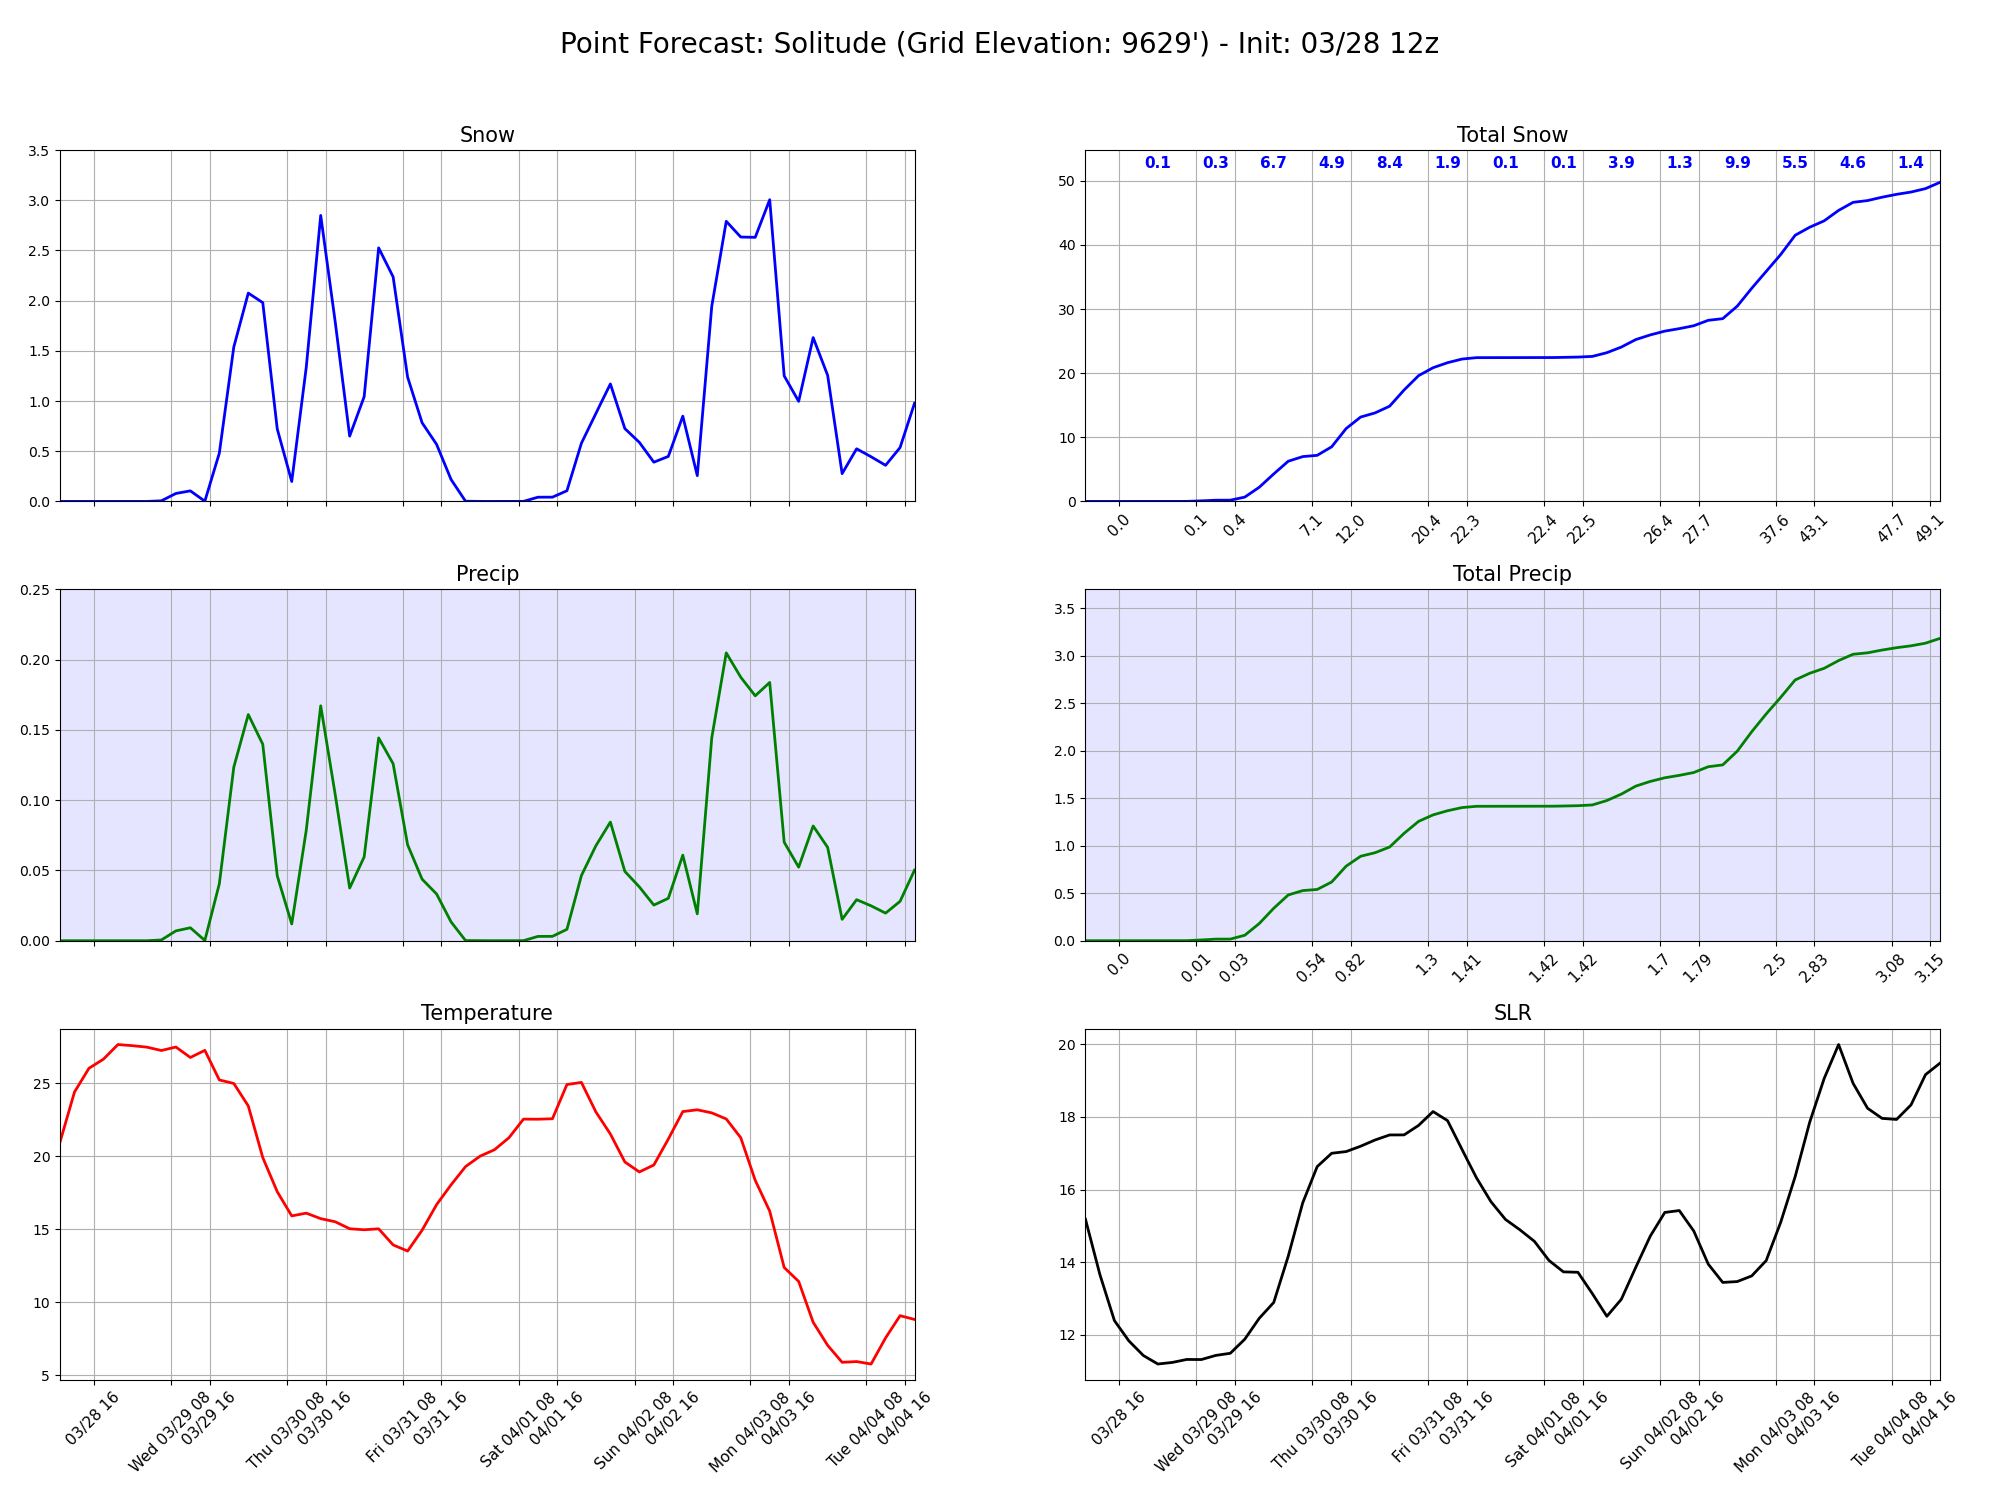 Point Forecast: Solitude (Grid Elevation: 9629') - Init: 03/28 12z
Snow
3.5
3.0
2.5
2.0
1.5
1.0
0.5
0.0
Total Snow
0.1 0.3 6.7 4.9 8.4 1.9 0.1 0.1 3.9 1.3 9.9 5.5 4.6 1.4
50
40
30
20
10
0
0.0 0.1 0.4 7.1 12.0 20.4 22.3 22.4 22.5 26.4 27.7 37.6 43.1 47.7 49.1
Precip
0.25
0.20
0.15
0.10
0.05
0.00
Total Precip
3.5
3.0
2.5
2.0
1.5
1.0
0.5
0.0
0.0 0.01 0.03 0.54 0.82 1.3 1.41 1.42 1.42 1.7 1.79 2.5 2.83 3.08 3.15
Temperature
25
20
15
10
5
03/28 16
Wed 03/29 08
03/29 16
Thu 03/30 08
03/30 16
Fri 03/31 08
03/31 16
Sat 04/01 08
04/01 16
Sun 04/02 08
04/02 16
Mon 04/03 08
04/03 16
Tue 04/04 08
04/04 16
SLR
20
18
16
14
12
03/28 16
Wed 03/29 08
03/29 16
Thu 03/30 08
03/30 16
Fri 03/31 08
03/31 16
Sat 04/01 08
04/01 16
Sun 04/02 08
04/02 16
Mon 04/03 08
04/03 16
Tue 04/04 08
04/04 16